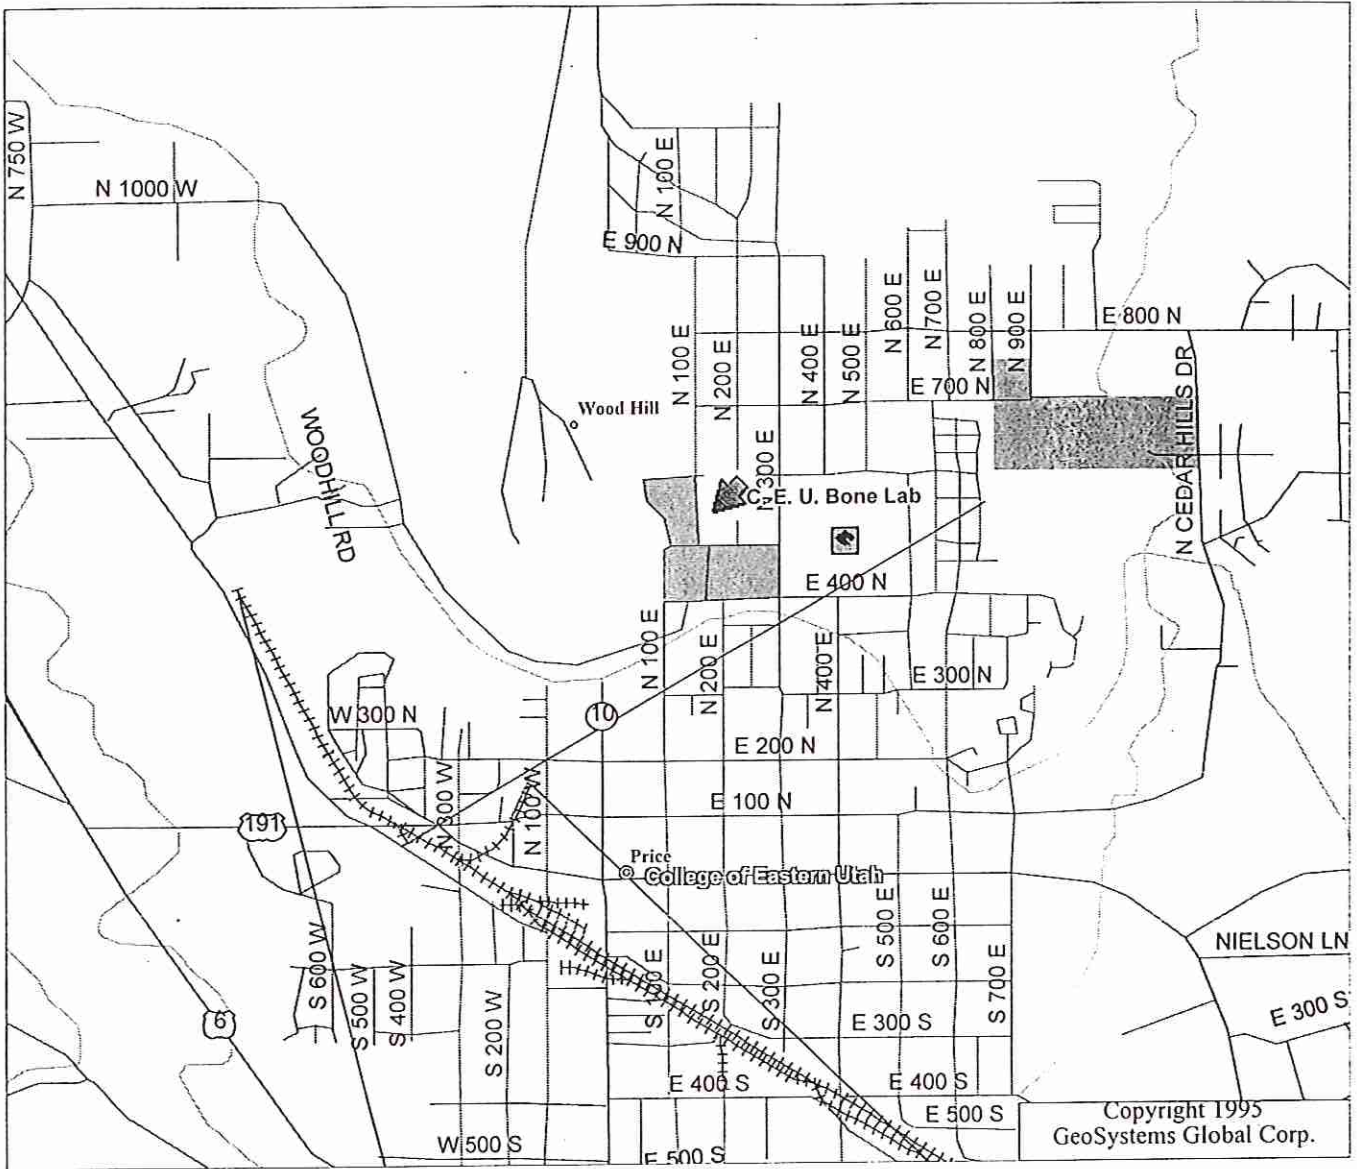 N 750 W
N 1000 W
N 100 E
E 900 N
N 600 E
N 700 E
N 800 E
N 900 E
E 800 N
N 100 E
N 200 E
N 400 E
N 500 E
E 700 N
N CEDAR HILLS DR
Wood Hill
WOODHILL RD
N 300 E
C. E. U. Bone Lab
E 400 N
N 100 E
N 200 E
N 400 E
E 300 N
W 300 N
10
E 200 N
N 300 W
N 100 W
E 100 N
191
Price
College of Eastern Utah
S 500 E
S 600 E
NIELSON LN
S 600 W
S 500 W
S 400 W
S 200 E
S 300 E
S 700 E
6
S 200 W
E 300 S
E 300 S
E 400 S
E 400 S
E 500 S
W 500 S
E 500 S
Copyright 1995
GeoSystems Global Corp.